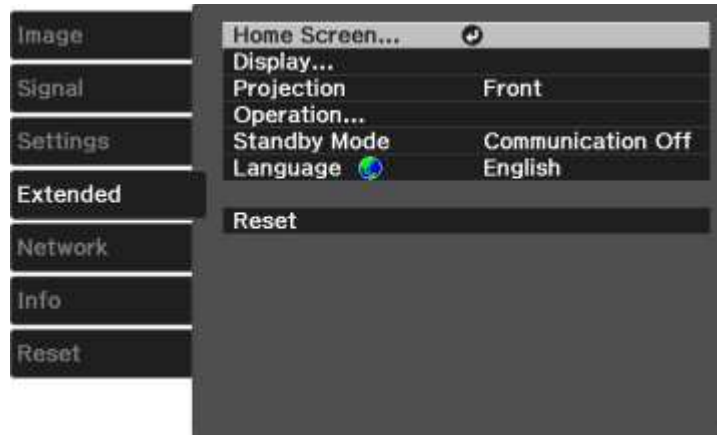 Image
Signal
Settings
Extended
Network
Info
Reset
Home Screen...
Display...
Projection Front
Operation...
Standby Mode Communication Off
Language English
Reset